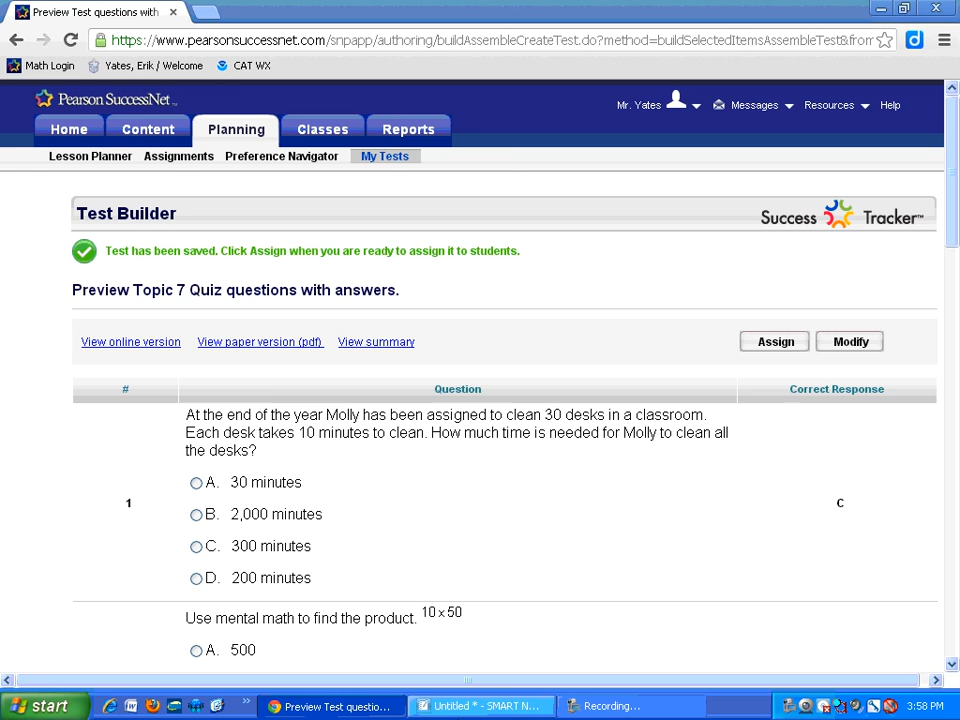 Preview Test questions with
https://www.pearsonsuccessnet.com/snpapp/authoring/buildAssembleCreateTest.do?method=buildSelectedItemsAssembleTest&from
Math Login Yates, Erik / Welcome CAT WX
Pearson SuccessNet™
Mr. Yates Messages Resources Help
Home Content Planning Classes Reports
Lesson Planner Assignments Preference Navigator My Tests
Test Builder
Success Tracker™
Test has been saved. Click Assign when you are ready to assign it to students.
Preview Topic 7 Quiz questions with answers.
View online version View paper version (pdf) View summary Assign Modify
# Question Correct Response
At the end of the year Molly has been assigned to clean 30 desks in a classroom.
Each desk takes 10 minutes to clean. How much time is needed for Molly to clean all
the desks?
A. 30 minutes
1
C
B. 2,000 minutes
C. 300 minutes
D. 200 minutes
Use mental math to find the product. 10 x 50
A. 500
start Preview Test questio... Untitled * - SMART N... Recording... 3:58 PM